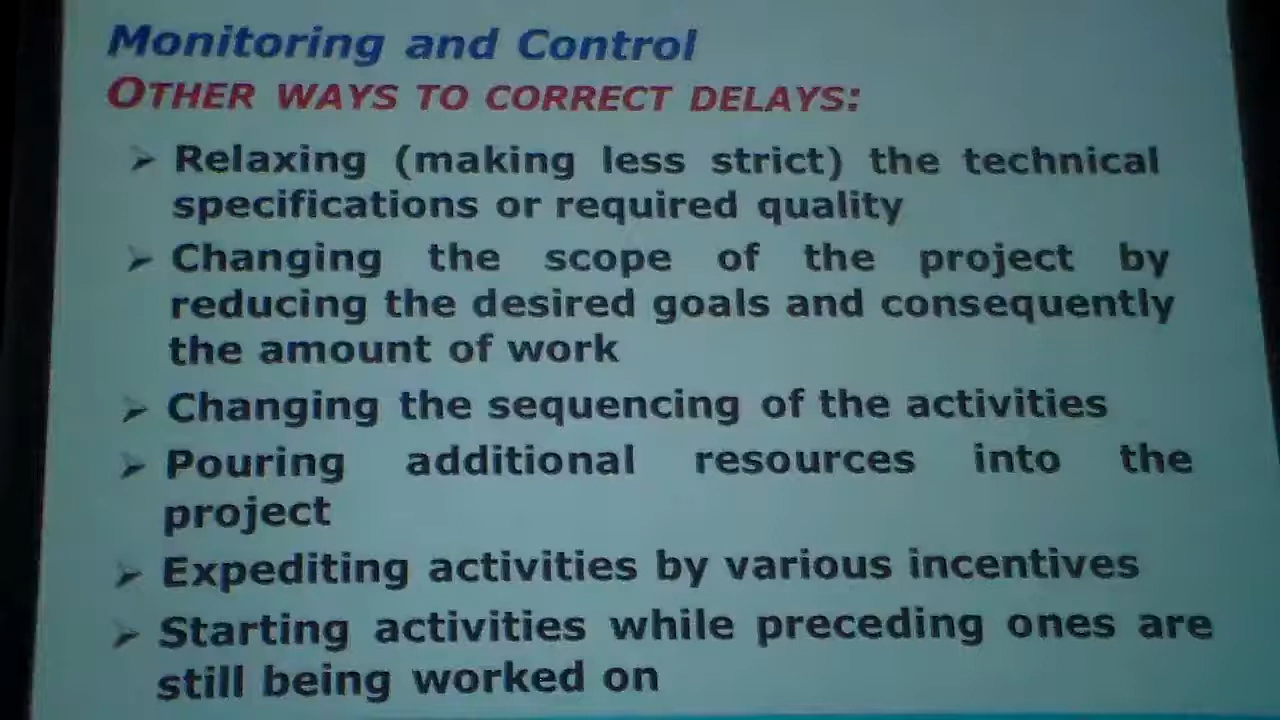 Monitoring and Control
OTHER WAYS TO CORRECT DELAYS:
➢ Relaxing (making less strict) the technical
specifications or required quality
➢ Changing the scope of the project by
reducing the desired goals and consequently
the amount of work
➢ Changing the sequencing of the activities
➢ Pouring additional resources into the
project
➢ Expediting activities by various incentives
➢ Starting activities while preceding ones are
still being worked on